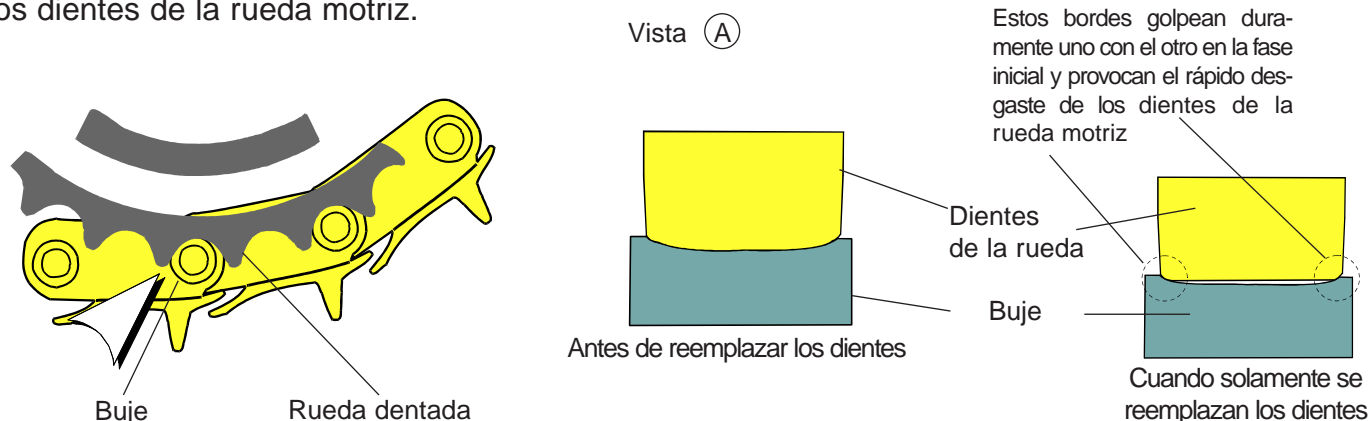 os dientes de la rueda motriz.
Vista A
Estos bordes golpean dura-
mente uno con el otro en la fase
inicial y provocan el rápido des-
gaste de los dientes de la
rueda motriz
Dientes
de la rueda
Buje
Antes de reemplazar los dientes
Cuando solamente se
reemplazan los dientes
Buje
Rueda dentada